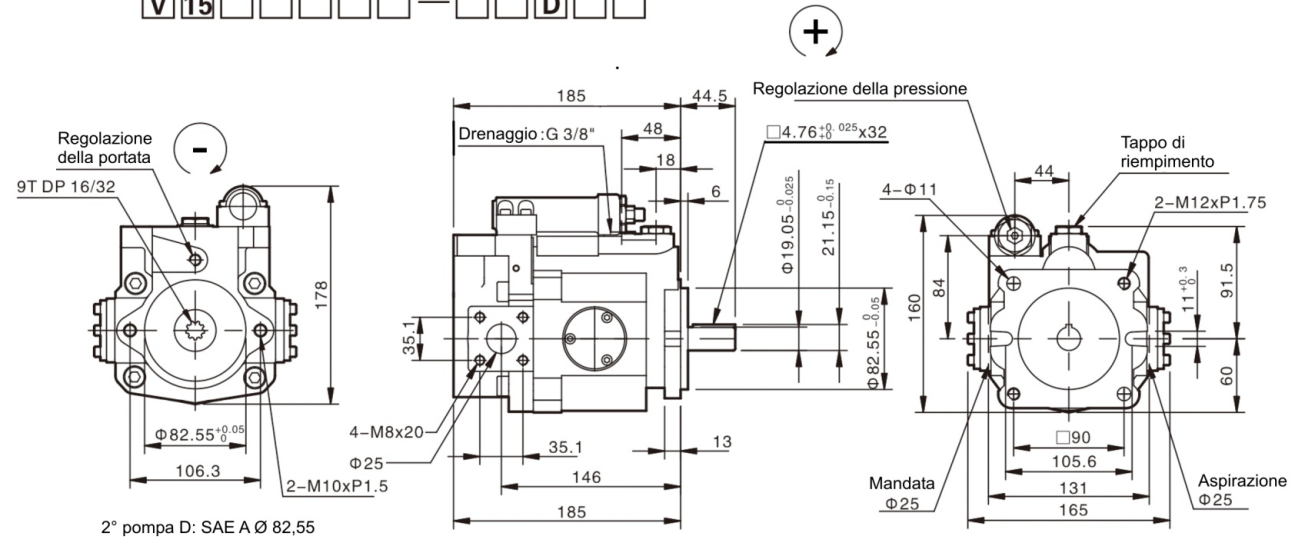 V 15 — D
+
Regolazione della pressione
185
44.5
Drenaggio:G 3/8"
48
□4.76 +0.025 +0 x32
18
6
Regolazione
della portata
-
9T DP 16/32
178
35.1
Φ19.05 0 -0.025
21.15 0 -0.15
Φ82.55 0 -0.05
44
Tappo di
riempimento
4-Φ11
2-M12xP1.75
160
84
11 +0.3 0
91.5
60
Φ82.55 +0.05 0
106.3
2-M10xP1.5
4-M8x20
Φ25
35.1
13
146
185
□90
105.6
131
165
Mandata
Φ25
Aspirazione
Φ25
2° pompa D: SAE A Ø 82,55